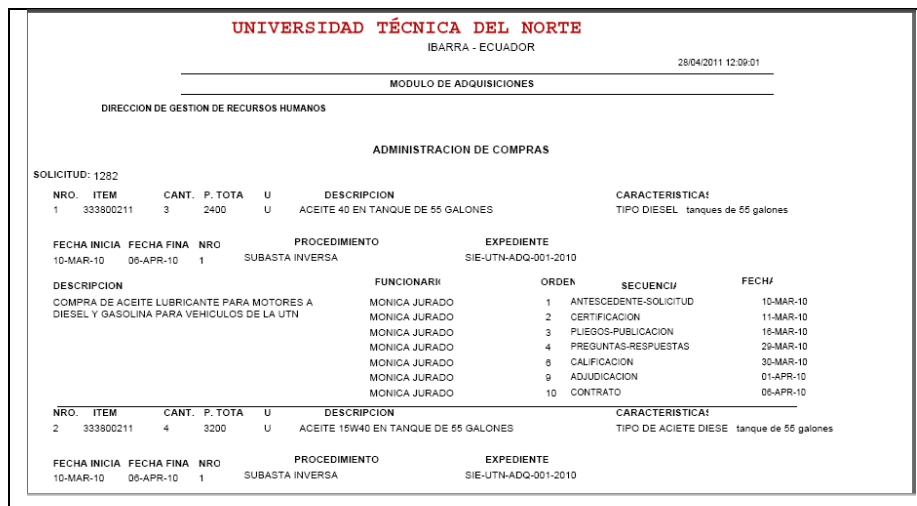 UNIVERSIDAD TÉCNICA DEL NORTE
IBARRA - ECUADOR
28/04/2011 12:09:01
MODULO DE ADQUISICIONES
DIRECCION DE GESTION DE RECURSOS HUMANOS
ADMINISTRACION DE COMPRAS
SOLICITUD: 1282
NRO. ITEM CANT. P. TOTA U DESCRIPCION CARACTERISTICAS
1 333800211 3 2400 U ACEITE 40 EN TANQUE DE 55 GALONES TIPO DIESEL tanques de 55 galones
FECHA INICIA FECHA FINA NRO PROCEDIMIENTO EXPEDIENTE
10-MAR-10 06-APR-10 1 SUBASTA INVERSA SIE-UTN-ADQ-001-2010
DESCRIPCION FUNCIONARIO ORDEN SECUENCIA FECHA
COMPRA DE ACEITE LUBRICANTE PARA MOTORES A MONICA JURADO 1 ANTESCEDENTE-SOLICITUD 10-MAR-10
DIESEL Y GASOLINA PARA VEHICULOS DE LA UTN MONICA JURADO 2 CERTIFICACION 11-MAR-10
MONICA JURADO 3 PLIEGOS-PUBLICACION 16-MAR-10
MONICA JURADO 4 PREGUNTAS-RESPUESTAS 29-MAR-10
MONICA JURADO 6 CALIFICACION 30-MAR-10
MONICA JURADO 9 ADJUDICACION 01-APR-10
MONICA JURADO 10 CONTRATO 06-APR-10
NRO. ITEM CANT. P. TOTA U DESCRIPCION CARACTERISTICAS
2 333800211 4 3200 U ACEITE 15W40 EN TANQUE DE 55 GALONES TIPO DE ACIETE DIESE tanque de 55 galones
FECHA INICIA FECHA FINA NRO PROCEDIMIENTO EXPEDIENTE
10-MAR-10 06-APR-10 1 SUBASTA INVERSA SIE-UTN-ADQ-001-2010